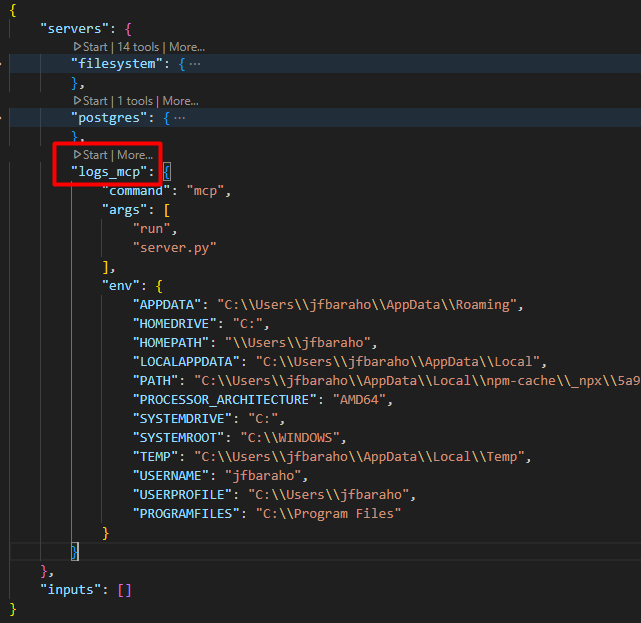 {
"servers": {
Start | 14 tools | More...
"filesystem": { ...
},
Start | 1 tools | More...
"postgres": { ...
},
Start | More...
"logs_mcp": {
"command": "mcp",
"args": [
"run",
"server.py"
],
"env": {
"APPDATA": "C:\\Users\\jfbaraho\\AppData\\Roaming",
"HOMEDRIVE": "C:",
"HOMEPATH": "\\Users\\jfbaraho",
"LOCALAPPDATA": "C:\\Users\\jfbaraho\\AppData\\Local",
"PATH": "C:\\Users\\jfbaraho\\AppData\\Local\\npm-cache\\_npx\\5a9
"PROCESSOR_ARCHITECTURE": "AMD64",
"SYSTEMDRIVE": "C:",
"SYSTEMROOT": "C:\\WINDOWS",
"TEMP": "C:\\Users\\jfbaraho\\AppData\\Local\\Temp",
"USERNAME": "jfbaraho",
"USERPROFILE": "C:\\Users\\jfbaraho",
"PROGRAMFILES": "C:\\Program Files"
}
}
},
"inputs": []
}